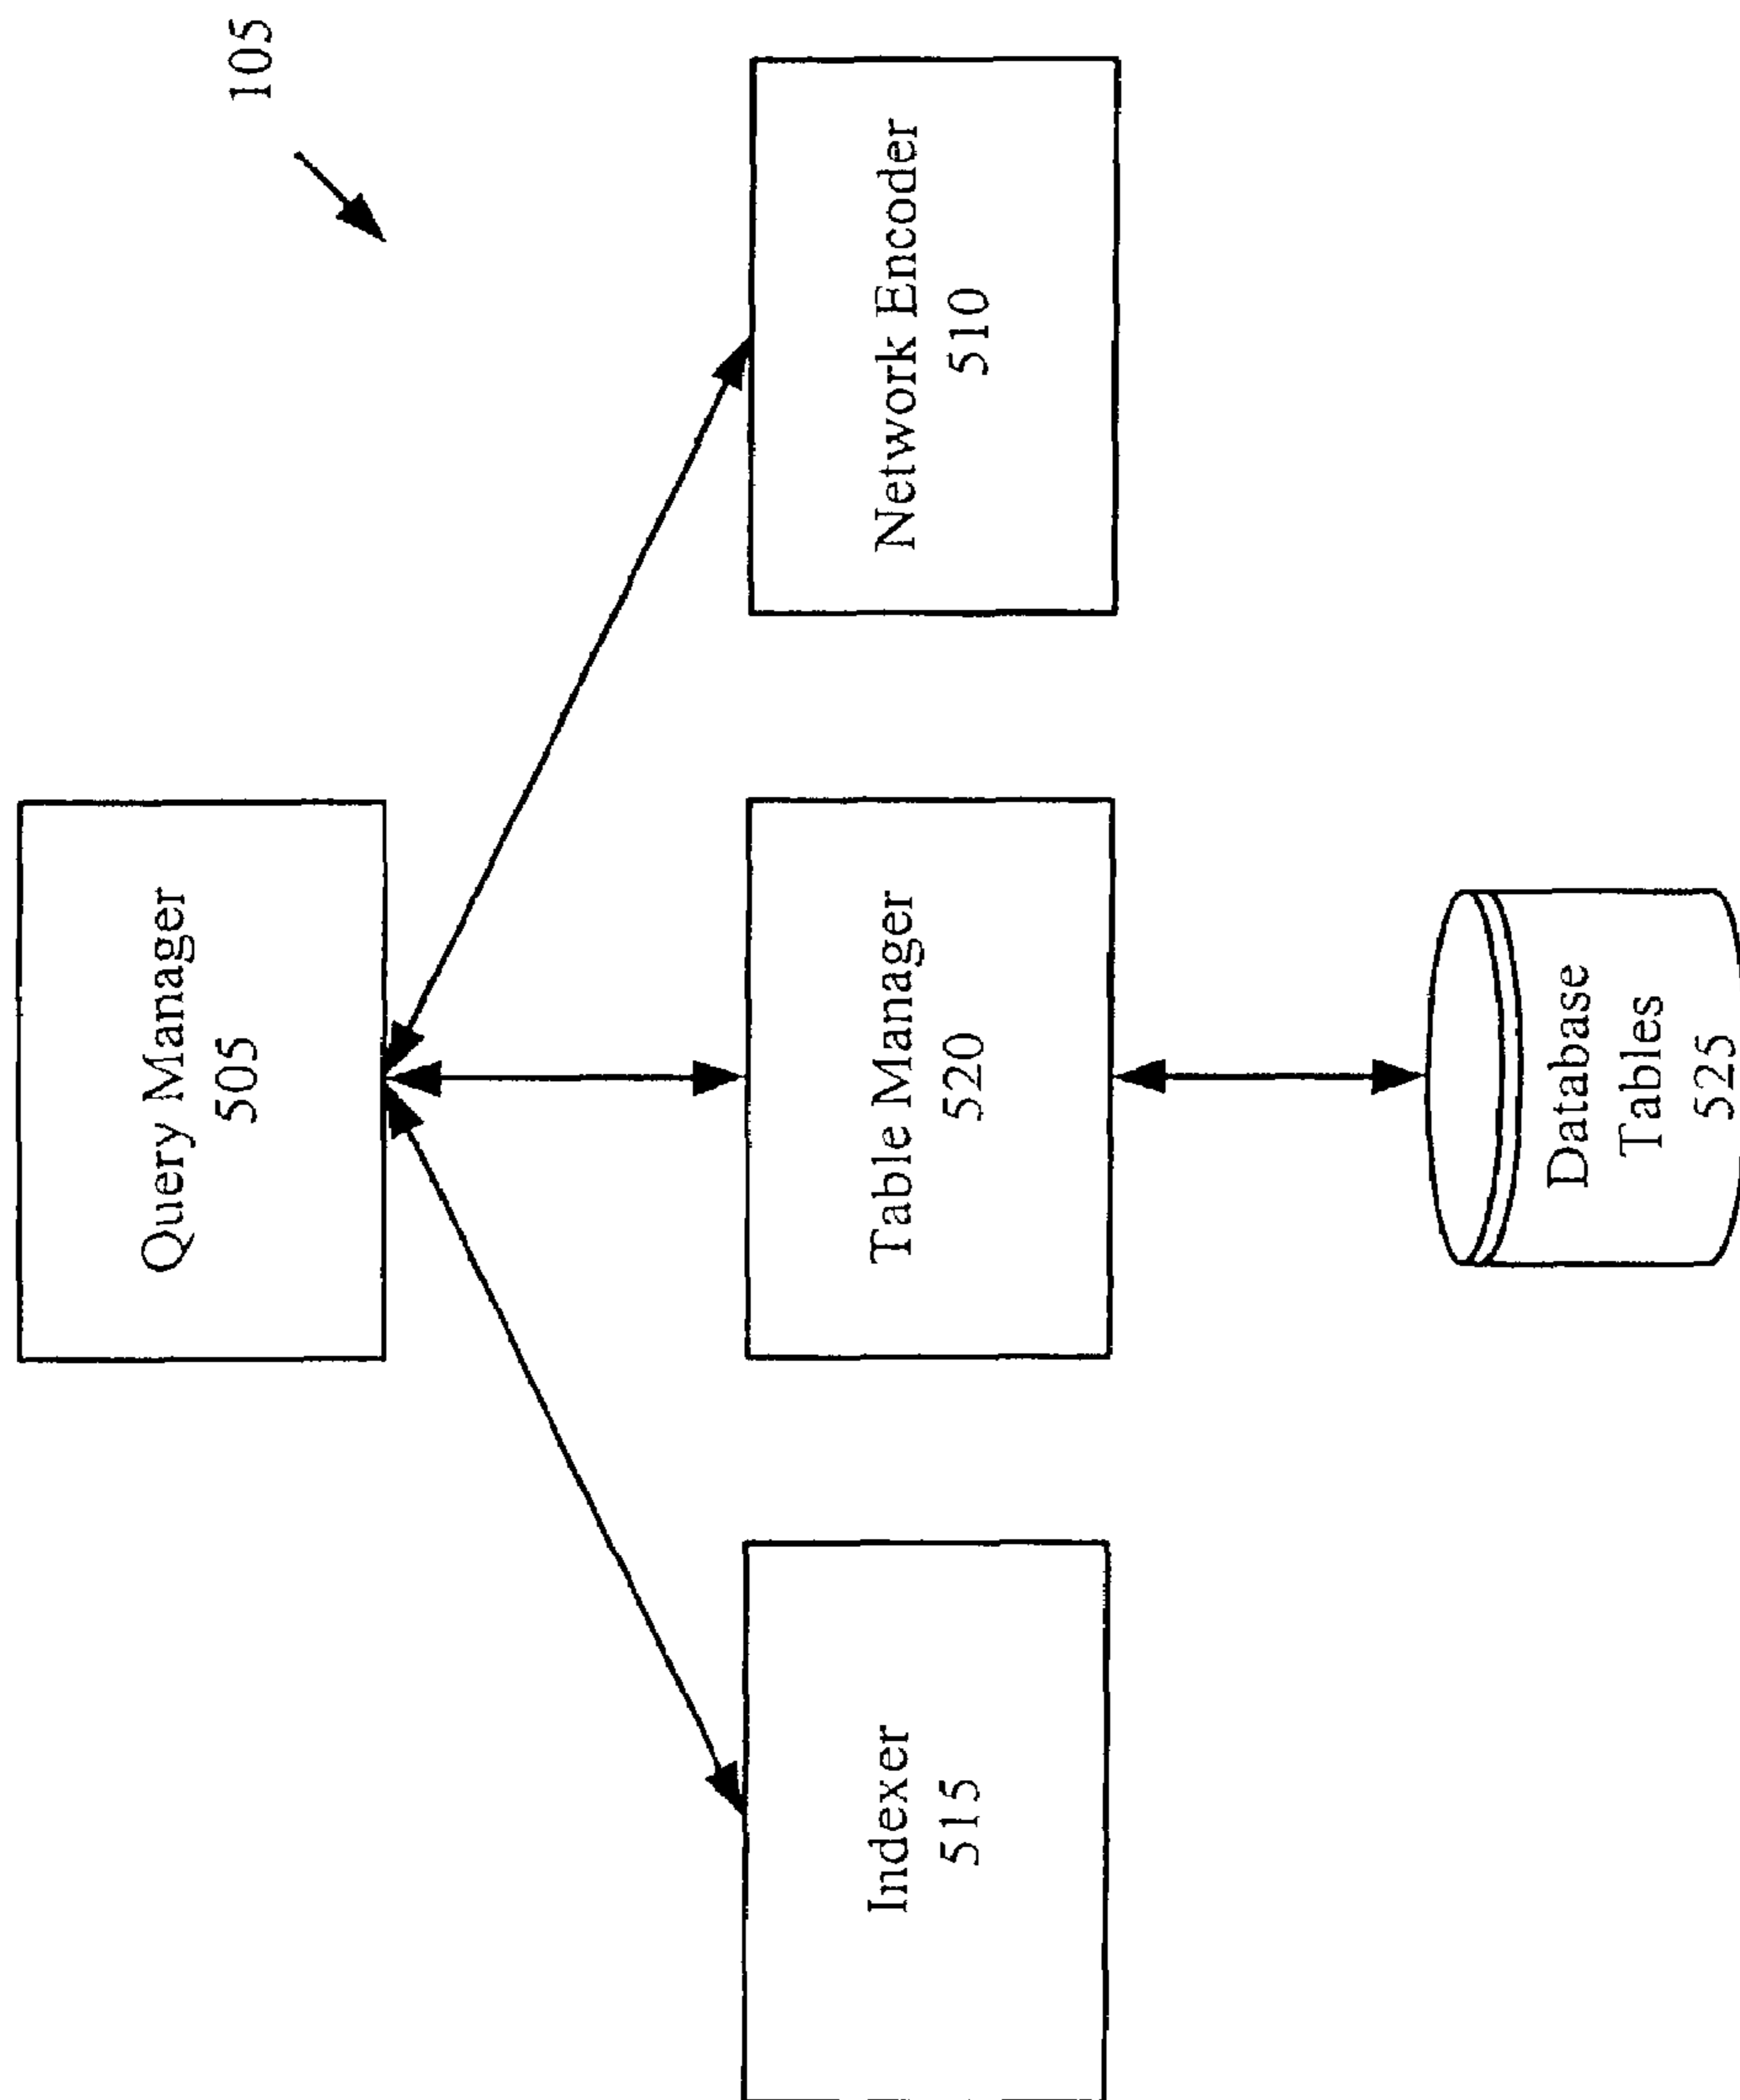 105
Query Manager
505
Indexer
515
Table Manager
520
Network Encoder
510
Database
Tables
525